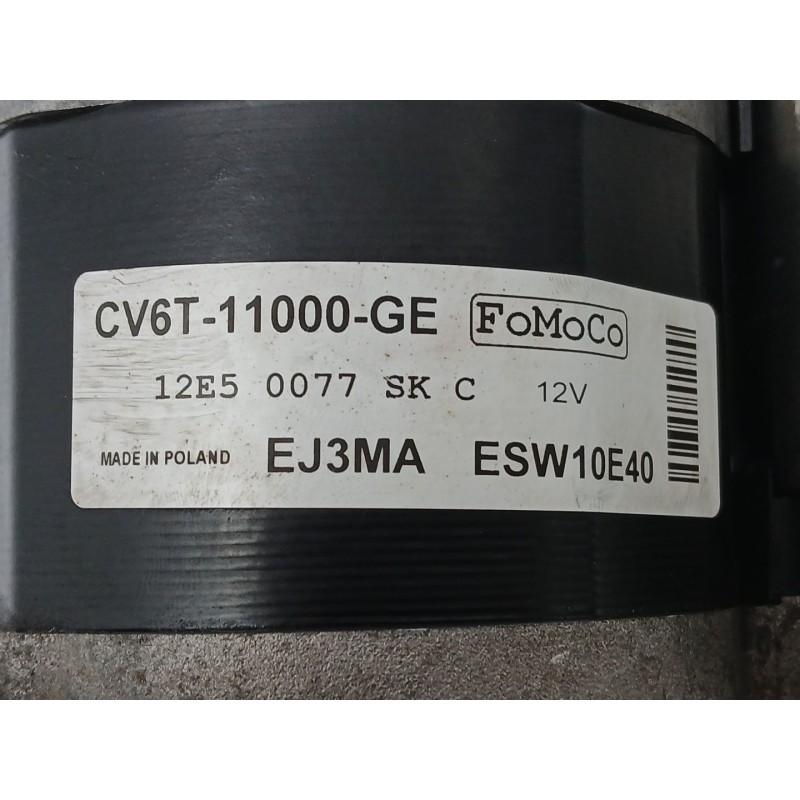 CV6T-11000-GE FoMoCo
12E5 0077 SK C 12V
MADE IN POLAND EJ3MA ESW10E40